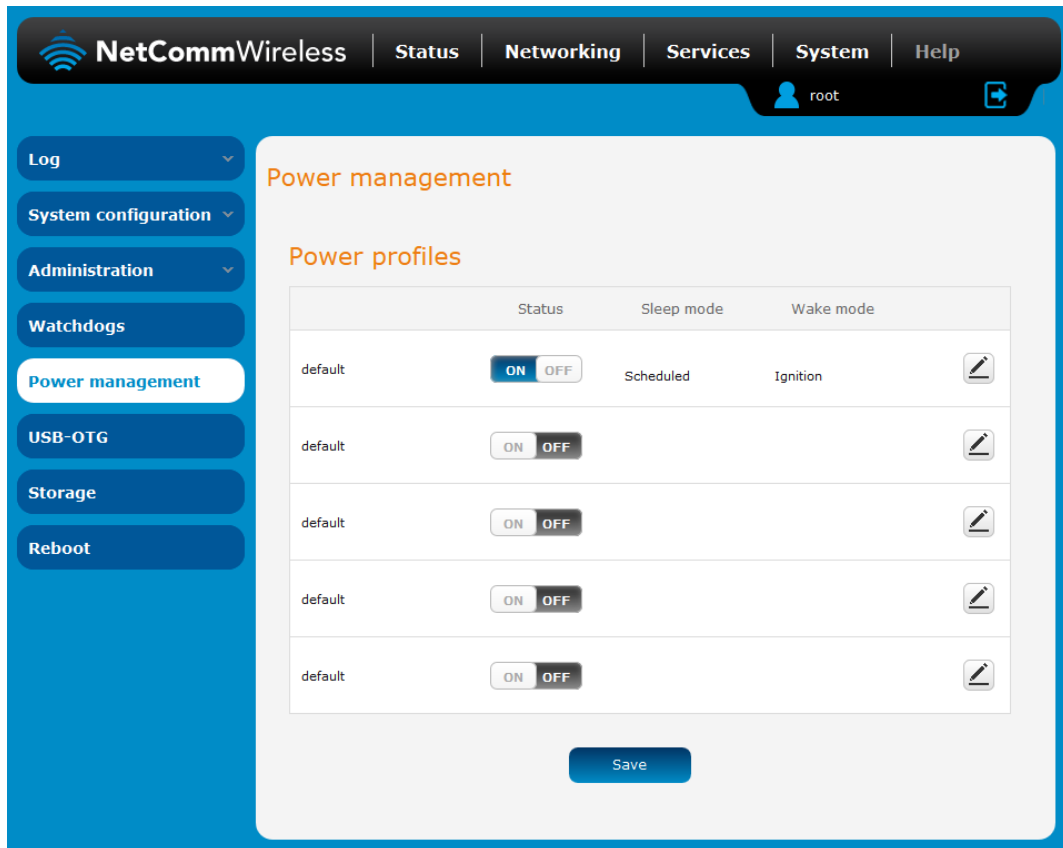 NetCommWireless Status Networking Services System Help
root
Log
System configuration
Administration
Watchdogs
Power management
USB-OTG
Storage
Reboot
Power management
Power profiles
Status Sleep mode Wake mode
default ON OFF Scheduled Ignition
default ON OFF
default ON OFF
default ON OFF
default ON OFF
Save